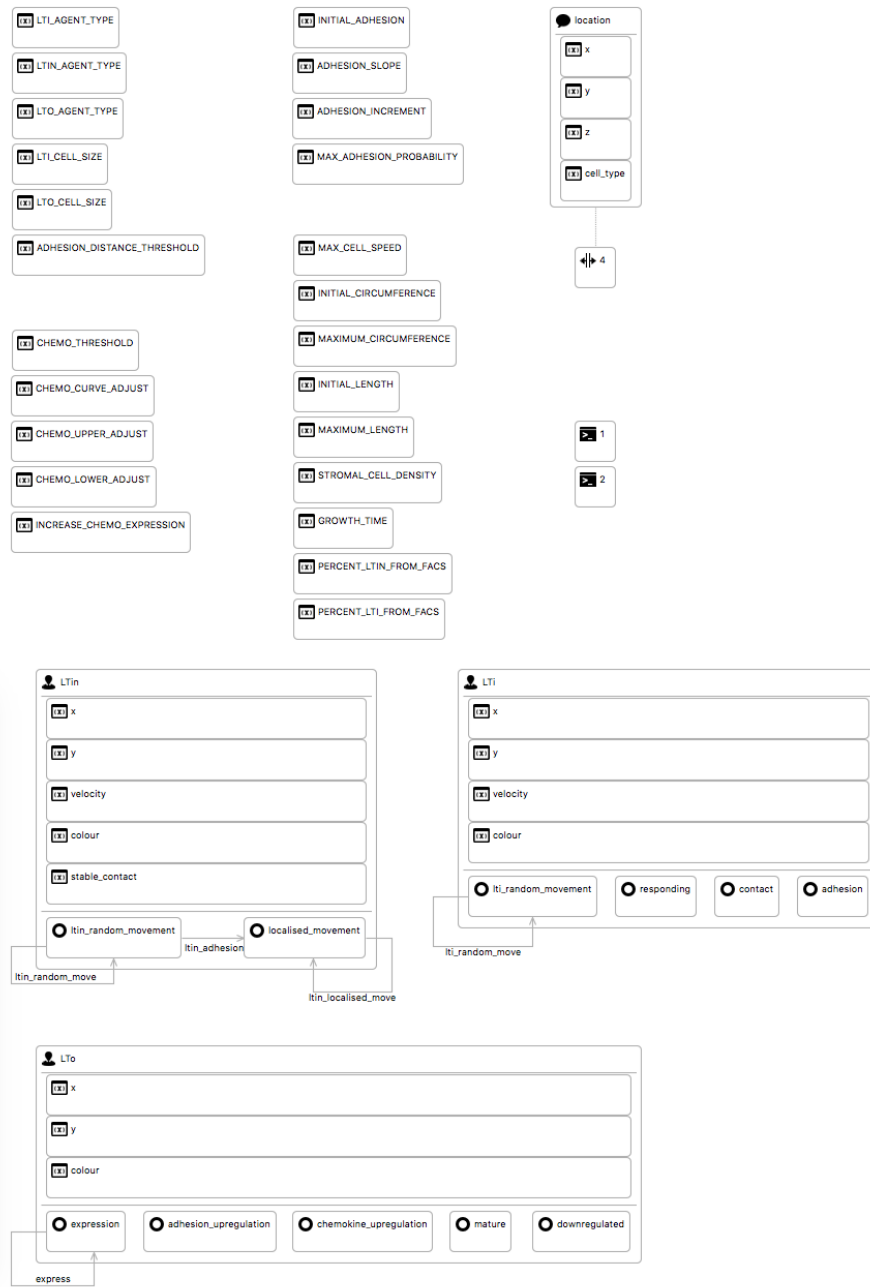 LTI_AGENT_TYPE
LTIN_AGENT_TYPE
LTO_AGENT_TYPE
LTI_CELL_SIZE
LTO_CELL_SIZE
ADHESION_DISTANCE_THRESHOLD
CHEMO_THRESHOLD
CHEMO_CURVE_ADJUST
CHEMO_UPPER_ADJUST
CHEMO_LOWER_ADJUST
INCREASE_CHEMO_EXPRESSION
INITIAL_ADHESION
ADHESION_SLOPE
ADHESION_INCREMENT
MAX_ADHESION_PROBABILITY
MAX_CELL_SPEED
INITIAL_CIRCUMFERENCE
MAXIMUM_CIRCUMFERENCE
INITIAL_LENGTH
MAXIMUM_LENGTH
STROMAL_CELL_DENSITY
GROWTH_TIME
PERCENT_LTIN_FROM_FACS
PERCENT_LTI_FROM_FACS
location
x
y
z
cell_type
4
1
2
LTin
x
y
velocity
colour
stable_contact
ltin_random_movement
localised_movement
ltin_adhesion
ltin_random_move
ltin_localised_move
LTi
x
y
velocity
colour
lti_random_movement
responding
contact
adhesion
lti_random_move
LTo
x
y
colour
expression
adhesion_upregulation
chemokine_upregulation
mature
downregulated
express